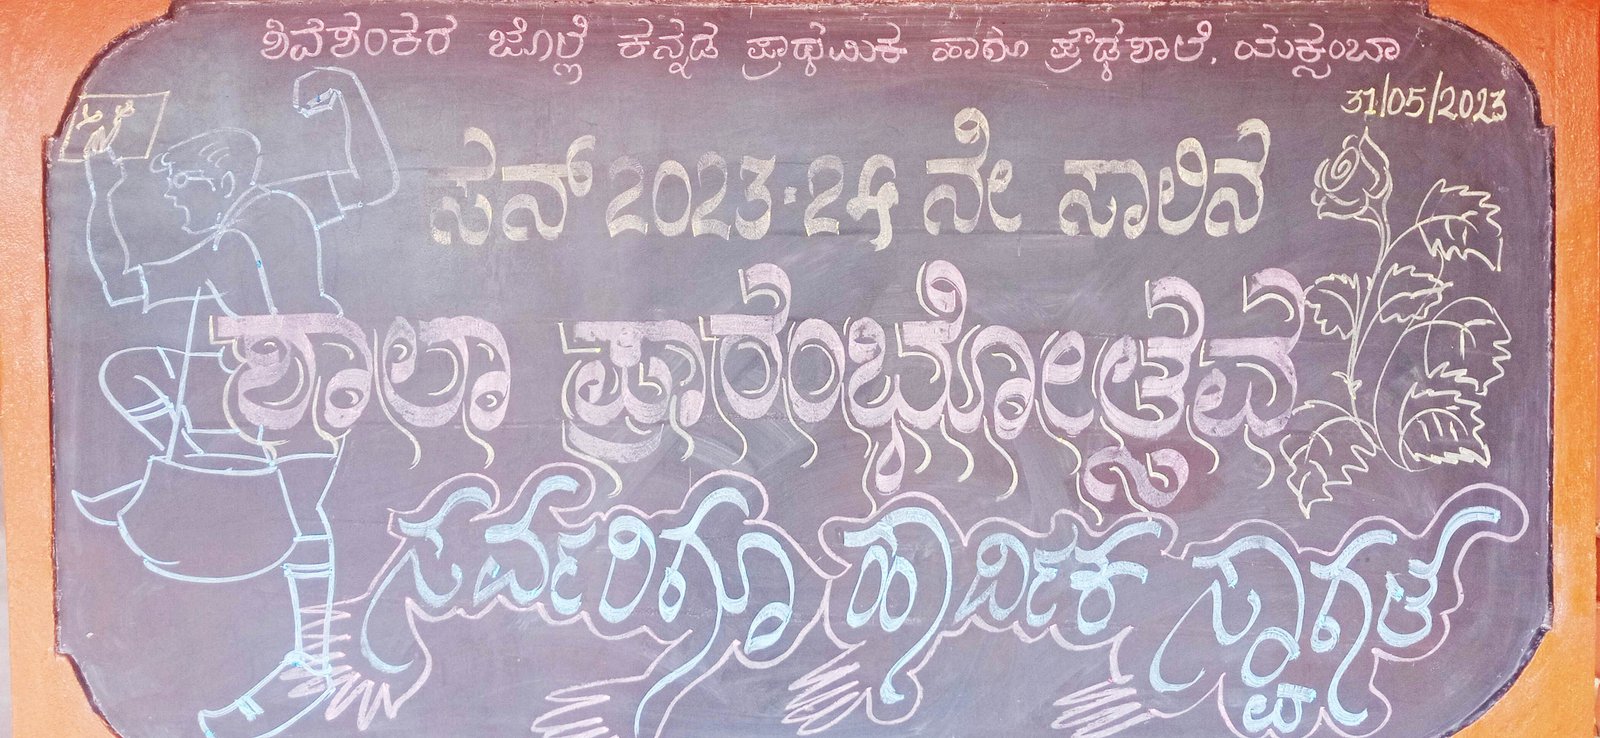 ಶಿವಶಂಕರ ಜೊಲ್ಲೆ ಕನ್ನಡ ಪ್ರಾಥಮಿಕ ಹಾಗೂ ಪ್ರೌಢಶಾಲೆ, ಯಕ್ಸಂಬಾ
31/05/2023
ಸನ್ 2023-24 ನೇ ಸಾಲಿನ
ಶಾಲಾ ಪ್ರಾರಂಭೋತ್ಸವ
ಸರ್ವರಿಗೂ ಹಾರ್ದಿಕ ಸ್ವಾಗತ